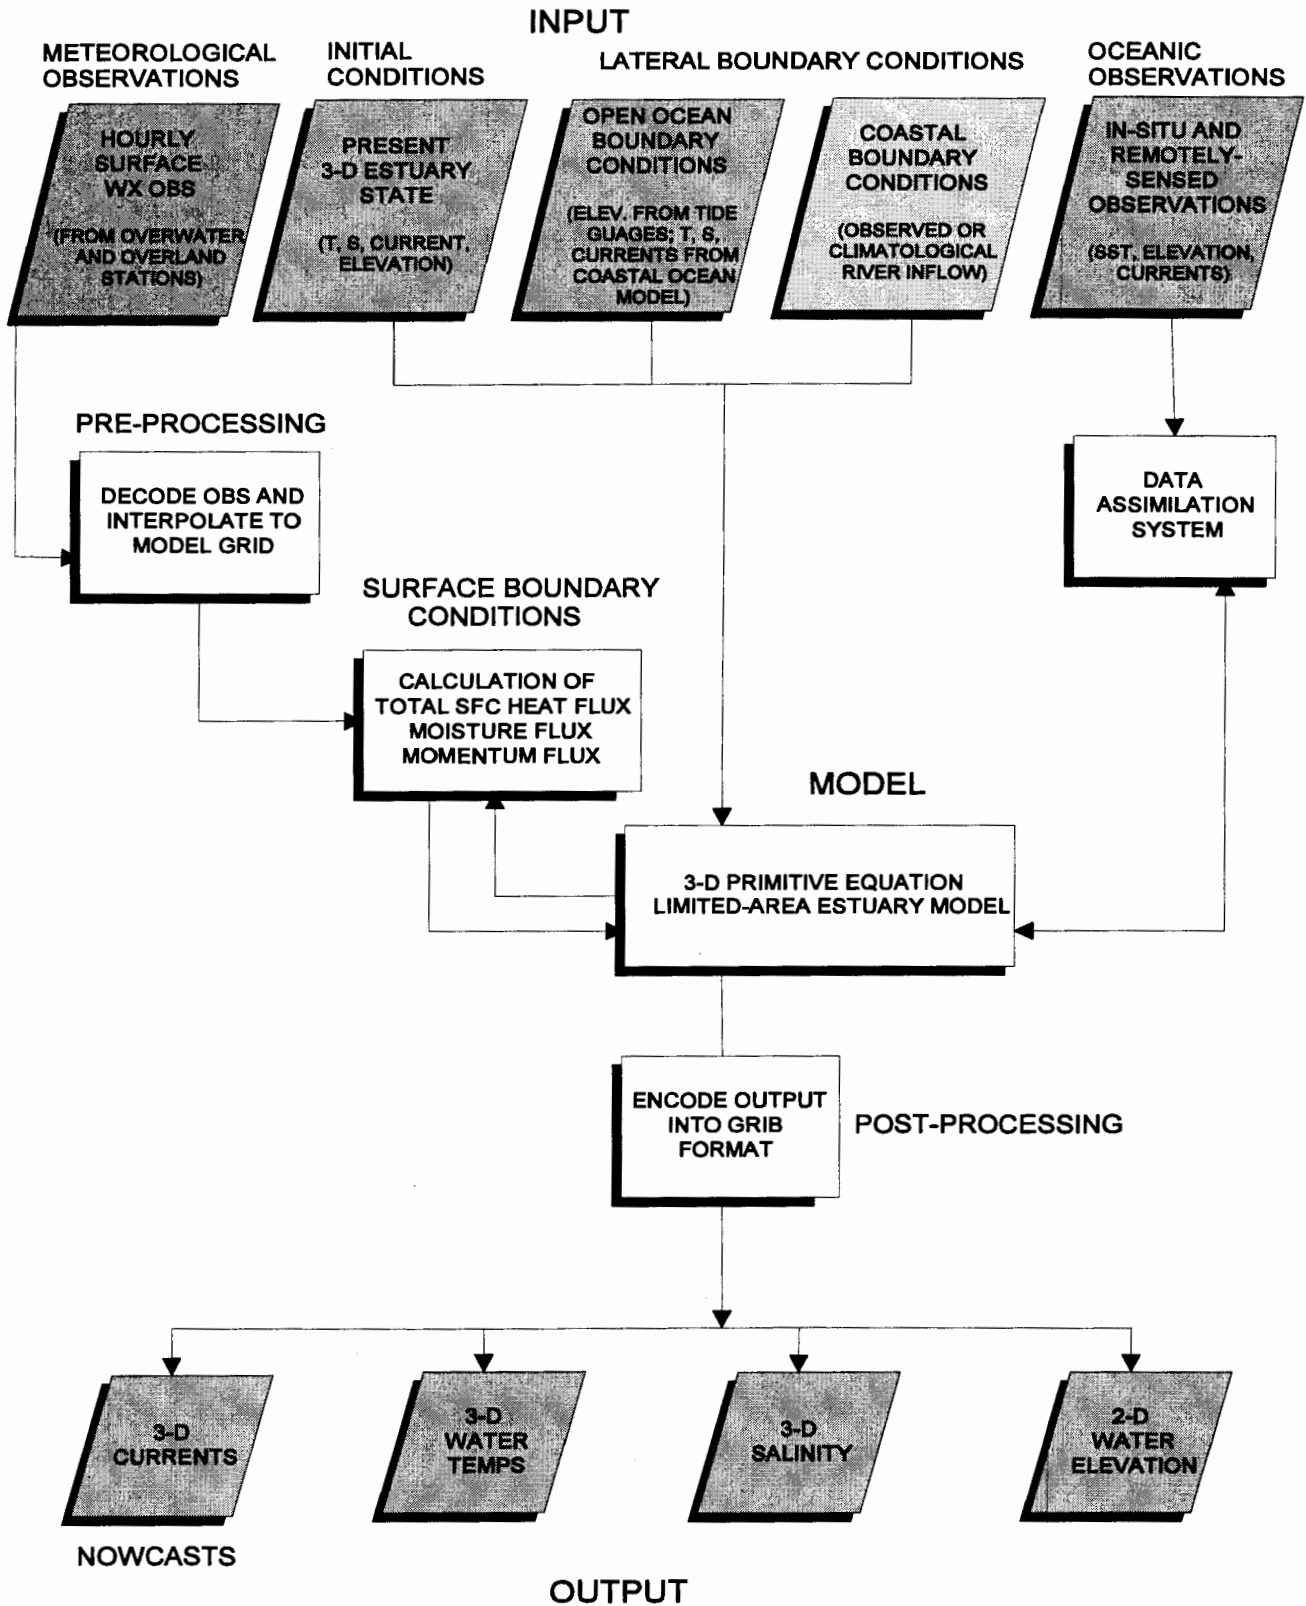 INPUT
METEOROLOGICAL
OBSERVATIONS
INITIAL
CONDITIONS
LATERAL BOUNDARY CONDITIONS
OCEANIC
OBSERVATIONS
HOURLY
SURFACE
WX OBS
(FROM OVERWATER
AND OVERLAND
STATIONS)
PRESENT
3-D ESTUARY
STATE
(T, S, CURRENT,
ELEVATION)
OPEN OCEAN
BOUNDARY
CONDITIONS
(ELEV. FROM TIDE
GUAGES; T, S,
CURRENTS FROM
COASTAL OCEAN
MODEL)
COASTAL
BOUNDARY
CONDITIONS
(OBSERVED OR
CLIMATOLOGICAL
RIVER INFLOW)
IN-SITU AND
REMOTELY-
SENSED
OBSERVATIONS
(SST, ELEVATION,
CURRENTS)
PRE-PROCESSING
DECODE OBS AND
INTERPOLATE TO
MODEL GRID
DATA
ASSIMILATION
SYSTEM
SURFACE BOUNDARY
CONDITIONS
CALCULATION OF
TOTAL SFC HEAT FLUX
MOISTURE FLUX
MOMENTUM FLUX
MODEL
3-D PRIMITIVE EQUATION
LIMITED-AREA ESTUARY MODEL
ENCODE OUTPUT
INTO GRIB
FORMAT
POST-PROCESSING
3-D
CURRENTS
3-D
WATER
TEMPS
3-D
SALINITY
2-D
WATER
ELEVATION
NOWCASTS
OUTPUT